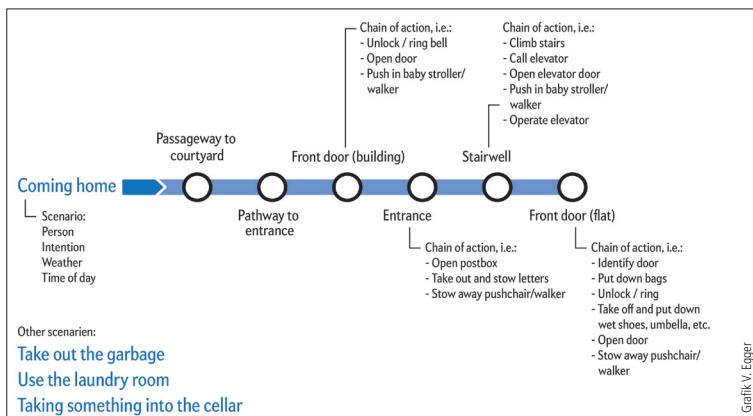 Chain of action, i.e.:
- Unlock / ring bell
- Open door
- Push in baby stroller/
walker
Chain of action, i.e.:
- Climb stairs
- Call elevator
- Open elevator door
- Push in baby stroller/
walker
- Operate elevator
Passageway to
courtyard
Front door (building)
Stairwell
Coming home
Scenario:
Person
Intention
Weather
Time of day
Pathway to
entrance
Entrance
Chain of action, i.e.:
- Open postbox
- Take out and stow letters
- Stow away pushchair/walker
Front door (flat)
Chain of action, i.e.:
- Identify door
- Put down bags
- Unlock / ring
- Take off and put down
wet shoes, umbella, etc.
- Open door
- Stow away pushchair/
walker
Other scenarien:
Take out the garbage
Use the laundry room
Taking something into the cellar
Grafik V. Egger